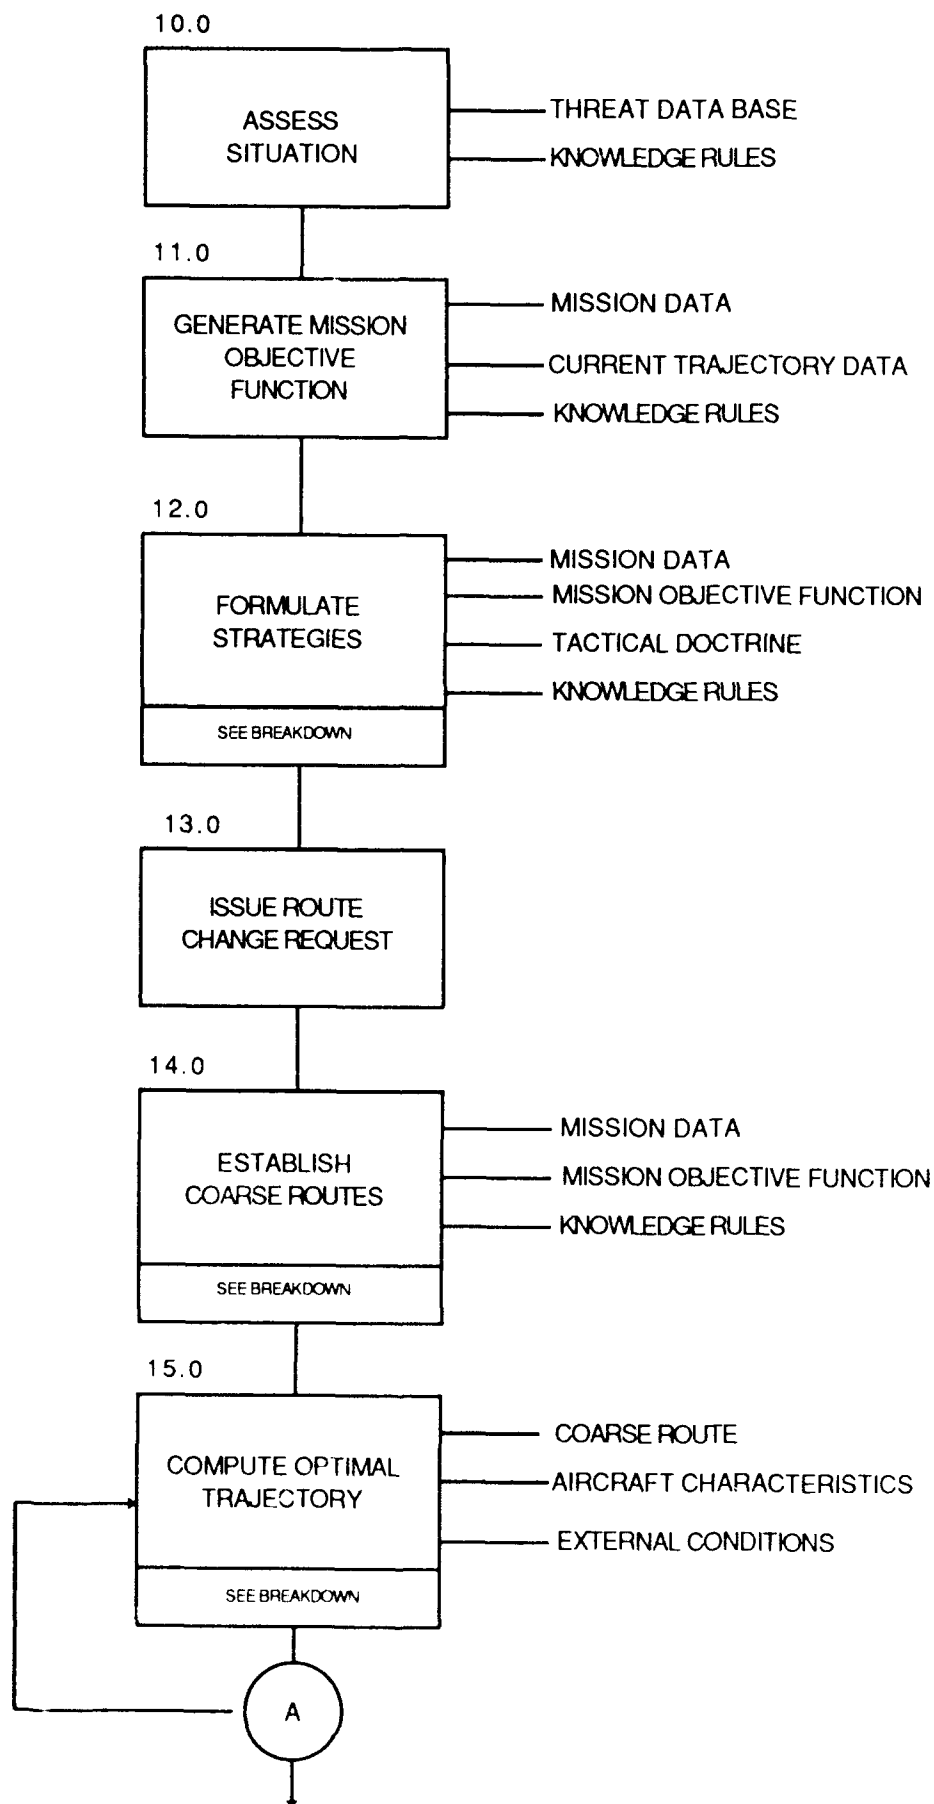 10.0
ASSESS
SITUATION
THREAT DATA BASE
KNOWLEDGE RULES
11.0
GENERATE MISSION
OBJECTIVE
FUNCTION
MISSION DATA
CURRENT TRAJECTORY DATA
KNOWLEDGE RULES
12.0
FORMULATE
STRATEGIES
SEE BREAKDOWN
MISSION DATA
MISSION OBJECTIVE FUNCTION
TACTICAL DOCTRINE
KNOWLEDGE RULES
13.0
ISSUE ROUTE
CHANGE REQUEST
14.0
ESTABLISH
COARSE ROUTES
SEE BREAKDOWN
MISSION DATA
MISSION OBJECTIVE FUNCTION
KNOWLEDGE RULES
15.0
COMPUTE OPTIMAL
TRAJECTORY
SEE BREAKDOWN
COARSE ROUTE
AIRCRAFT CHARACTERISTICS
EXTERNAL CONDITIONS
A